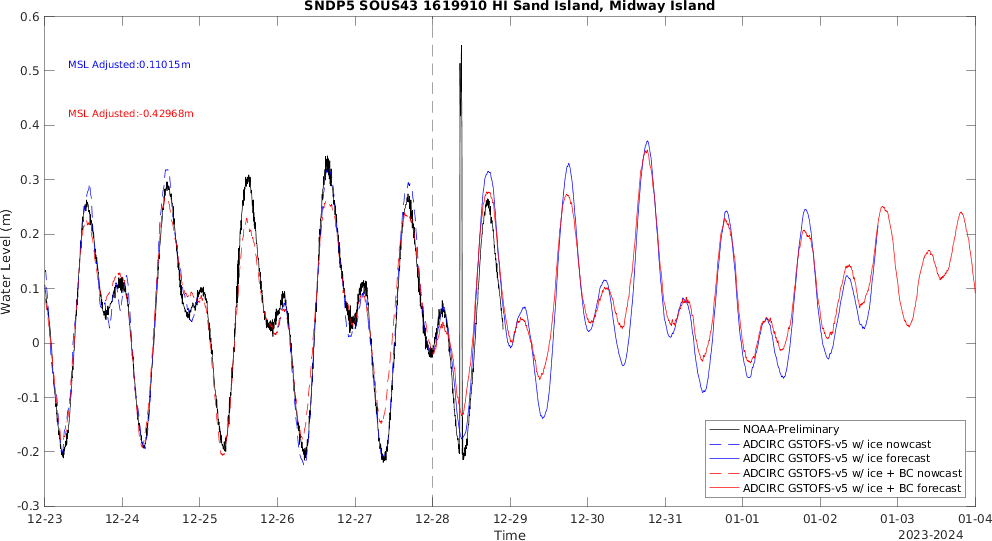 SNDP5 SOUS43 1619910 HI Sand Island, Midway Island
0.6
0.5
0.4
0.3
0.2
0.1
0
-0.1
-0.2
-0.3
Water Level (m)
MSL Adjusted:0.11015m
MSL Adjusted:-0.42968m
NOAA-Preliminary
ADCIRC GSTOFS-v5 w/ ice nowcast
ADCIRC GSTOFS-v5 w/ ice forecast
ADCIRC GSTOFS-v5 w/ ice + BC nowcast
ADCIRC GSTOFS-v5 w/ ice + BC forecast
12-23 12-24 12-25 12-26 12-27 12-28 12-29 12-30 12-31 01-01 01-02 01-03 01-04
Time
2023-2024